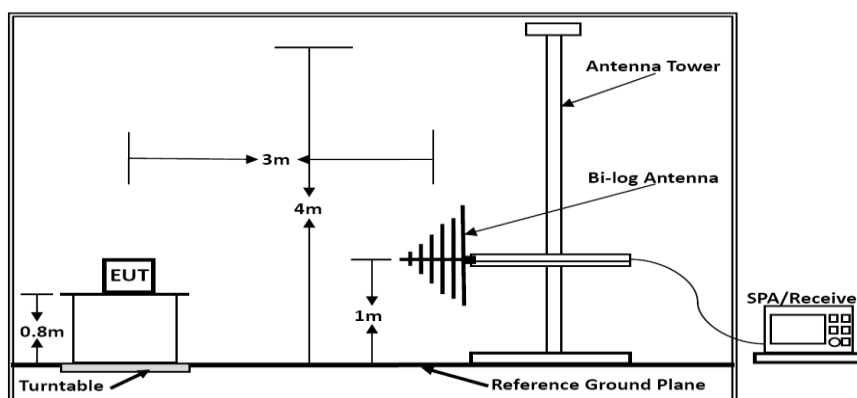 Antenna Tower
3m
Bi-log Antenna
4m
EUT
SPA/Receive
0.8m
1m
Turntable
Reference Ground Plane